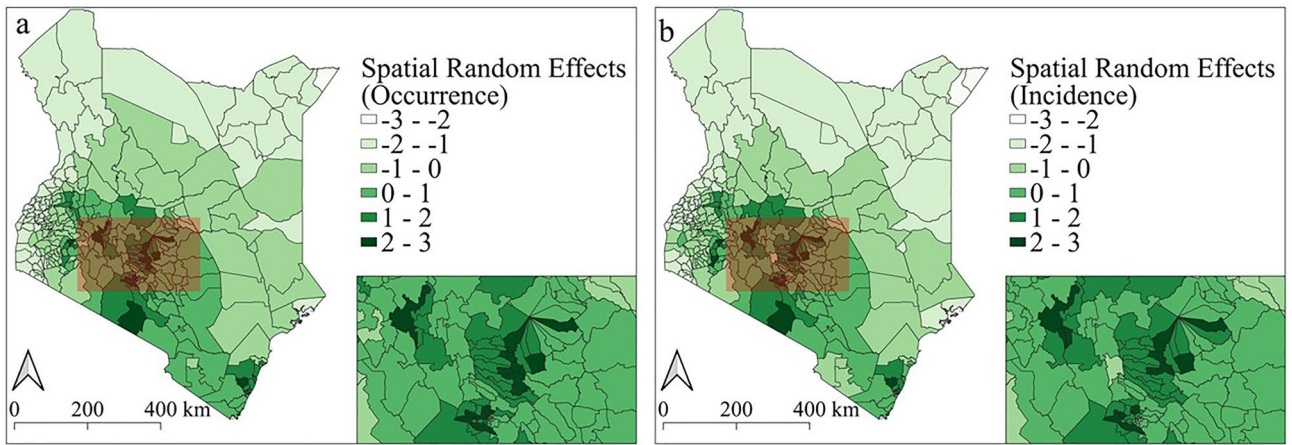 a
Spatial Random Effects
(Occurrence)
-3 - -2
-2 - -1
-1 - 0
0 - 1
1 - 2
2 - 3
0 200 400 km
b
Spatial Random Effects
(Incidence)
-3 - -2
-2 - -1
-1 - 0
0 - 1
1 - 2
2 - 3
0 200 400 km